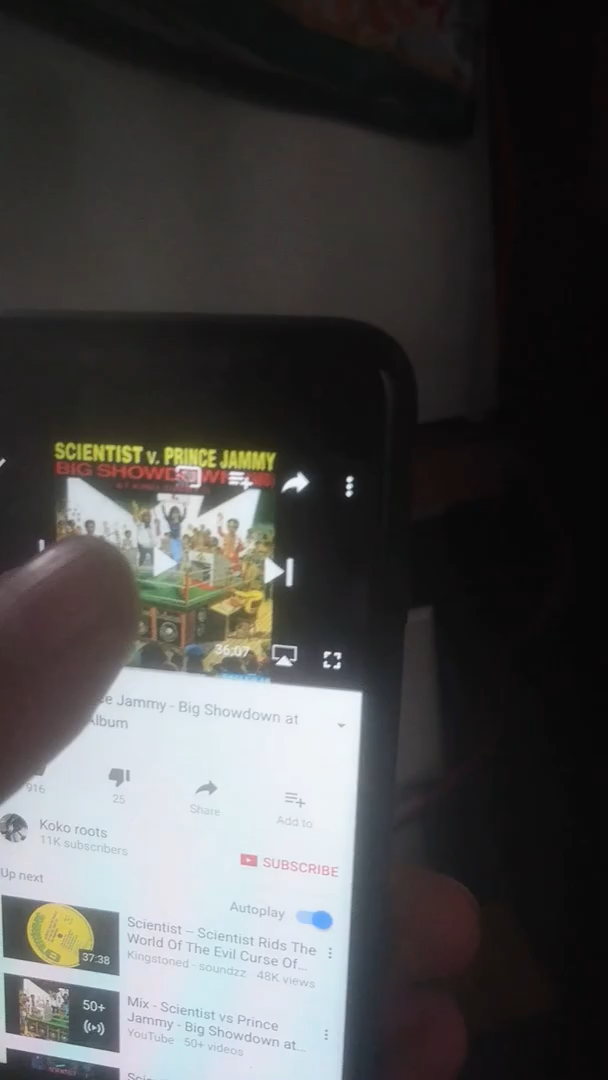 SCIENTIST v. PRINCE JAMMY
BIG SHOWDOWN
36:07
ce Jammy - Big Showdown at
Album
916
25
Share
Add to
Koko roots
11K subscribers
SUBSCRIBE
Up next
Autoplay
37:38
Scientist – Scientist Rids The
World Of The Evil Curse Of...
Kingstoned - soundzz 48K views
50+
Mix - Scientist vs Prince
Jammy - Big Showdown at...
YouTube 50+ videos